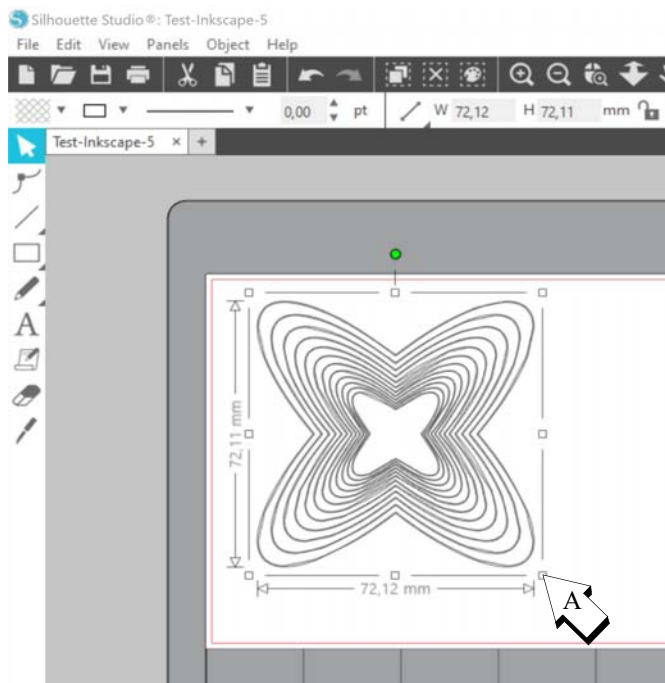 Silhouette Studio®: Test-Inkscape-5
File Edit View Panels Object Help
0,00 pt W 72,12 H 72,11 mm
Test-Inkscape-5 × +
A
72,11 mm
72,12 mm
A